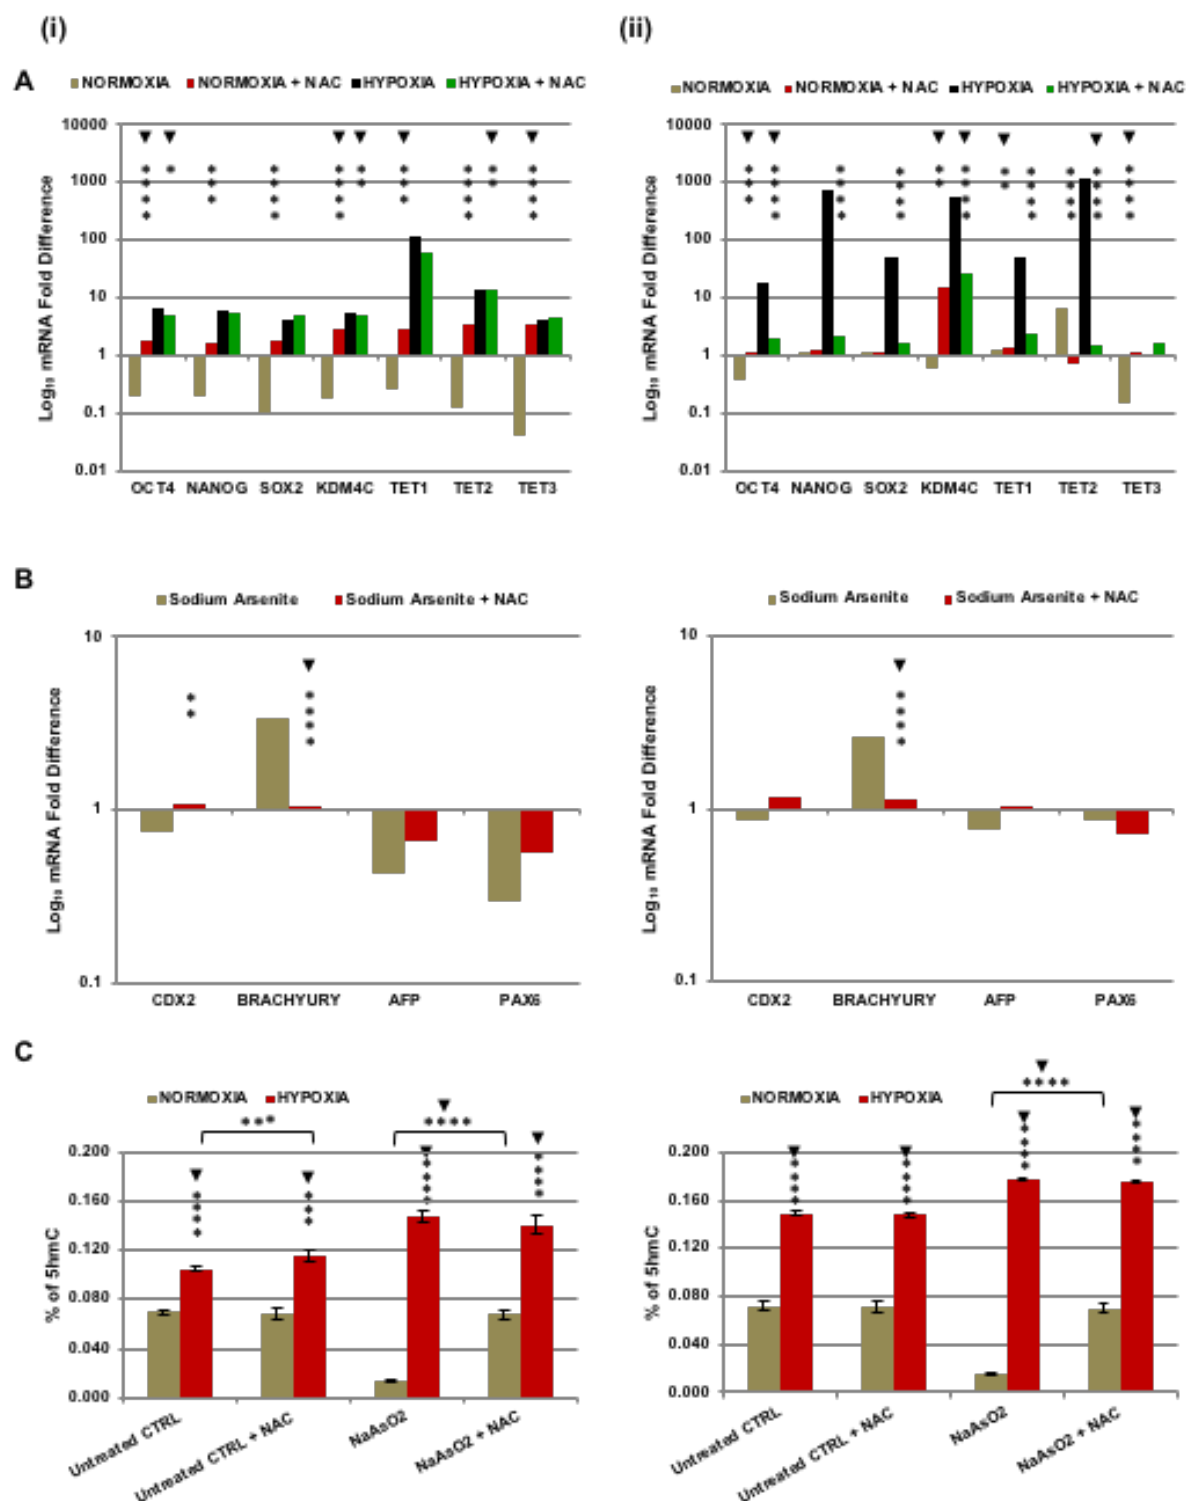 (i) (ii)
A
NORMOXIA NORMOXIA + NAC HYPOXIA HYPOXIA + NAC
Log₁₀ mRNA Fold Difference
10000
1000
100
10
1
0.1
0.01
OCT4 NANOG SOX2 KDM4C TET1 TET2 TET3
NORMOXIA NORMOXIA + NAC HYPOXIA HYPOXIA + NAC
Log₁₀ mRNA Fold Difference
10000
1000
100
10
1
0.1
0.01
OCT4 NANOG SOX2 KDM4C TET1 TET2 TET3
B
Sodium Arsenite Sodium Arsenite + NAC
Log₁₀ mRNA Fold Difference
10
1
0.1
CDX2 BRACHYURY AFP PAX6
Sodium Arsenite Sodium Arsenite + NAC
Log₁₀ mRNA Fold Difference
10
1
0.1
CDX2 BRACHYURY AFP PAX6
C
NORMOXIA HYPOXIA
% of 5hmC
0.200
0.160
0.120
0.080
0.040
0.000
Untreated CTRL
Untreated CTRL + NAC
NaAsO2
NaAsO2 + NAC
NORMOXIA HYPOXIA
% of 5hmC
0.200
0.160
0.120
0.080
0.040
0.000
Untreated CTRL
Untreated CTRL + NAC
NaAsO2
NaAsO2 + NAC